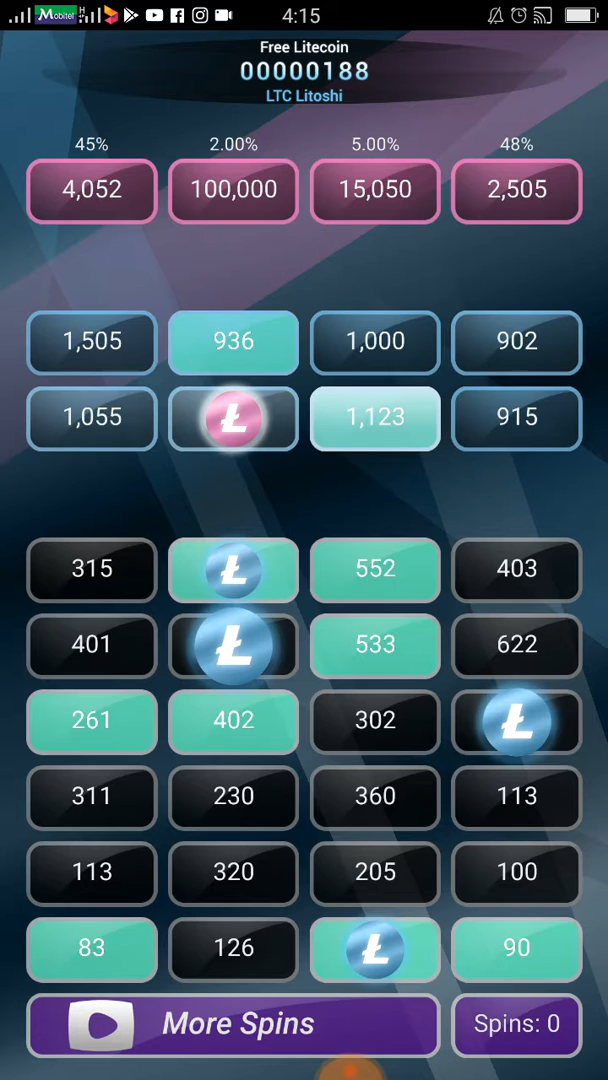 Mobitel
4:15
Free Litecoin
00000188
LTC Litoshi
45% 2.00% 5.00% 48%
4,052 100,000 15,050 2,505
1,505 936 1,000 902
1,055 Ł 1,123 915
315 Ł 552 403
401 Ł 533 622
261 402 302 Ł
311 230 360 113
113 320 205 100
83 126 Ł 90
More Spins Spins: 0